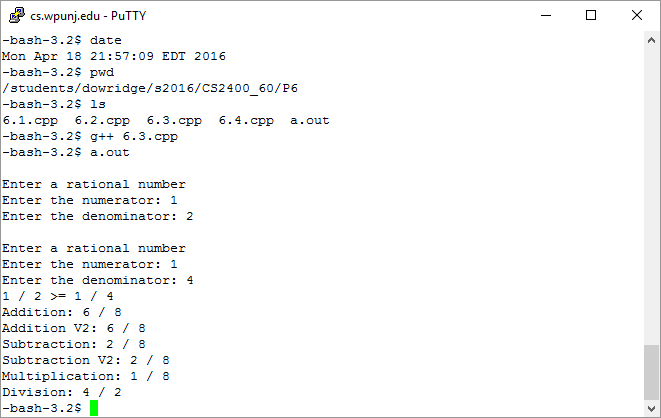 cs.wpunj.edu - PuTTY
-bash-3.2$ date
Mon Apr 18 21:57:09 EDT 2016
-bash-3.2$ pwd
/students/dowridge/s2016/CS2400_60/P6
-bash-3.2$ ls
6.1.cpp  6.2.cpp  6.3.cpp  6.4.cpp  a.out
-bash-3.2$ g++ 6.3.cpp
-bash-3.2$ a.out
Enter a rational number
Enter the numerator: 1
Enter the denominator: 2
Enter a rational number
Enter the numerator: 1
Enter the denominator: 4
1 / 2 >= 1 / 4
Addition: 6 / 8
Addition V2: 6 / 8
Subtraction: 2 / 8
Subtraction V2: 2 / 8
Multiplication: 1 / 8
Division: 4 / 2
-bash-3.2$